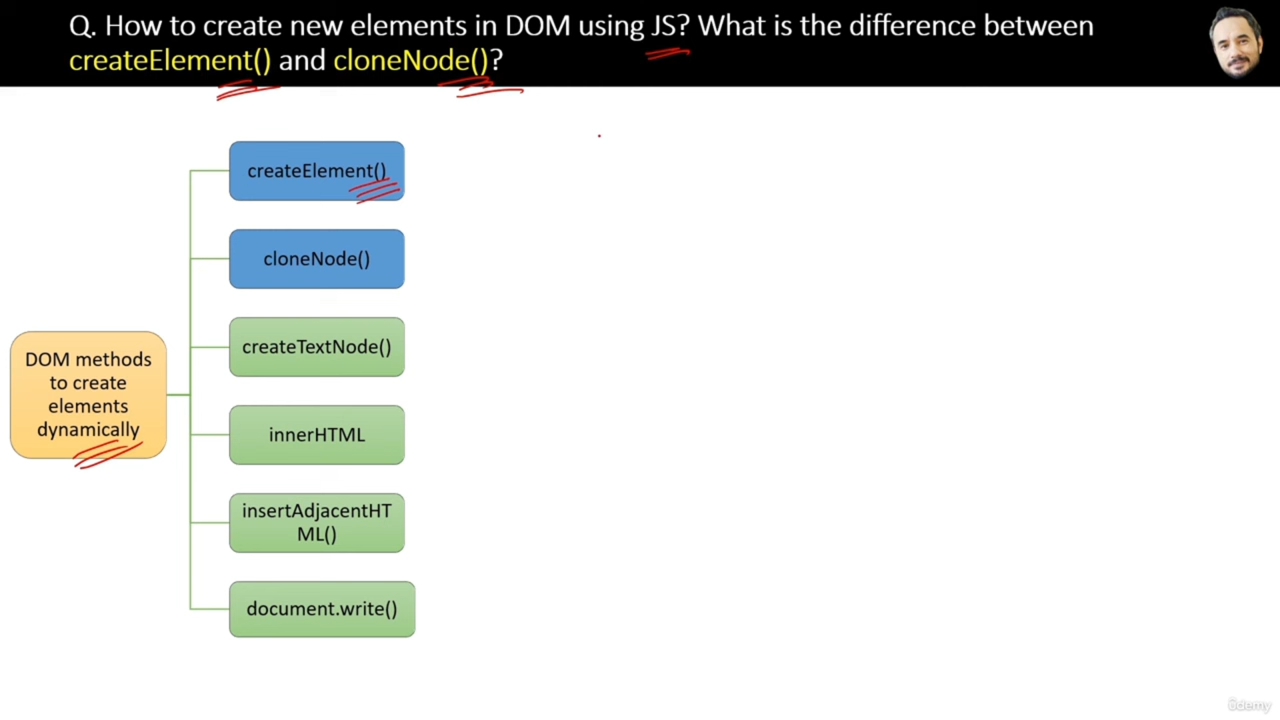 Q. How to create new elements in DOM using JS? What is the difference between
createElement() and cloneNode()?
createElement()
cloneNode()
createTextNode()
innerHTML
insertAdjacentHT
ML()
document.write()
DOM methods
to create
elements
dynamically
ûdemy